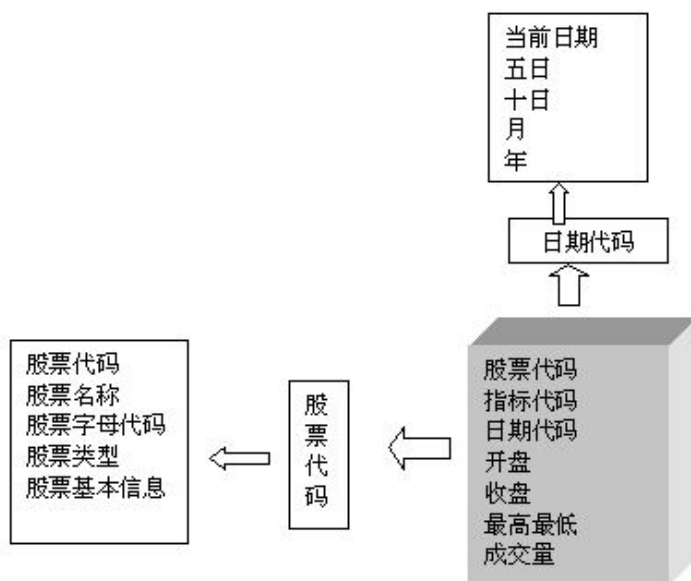 当前日期
五日
十日
月
年
日期代码
股票代码
股票名称
股票字母代码
股票类型
股票基本信息
股票代码
股票代码
指标代码
日期代码
开盘
收盘
最高最低
成交量